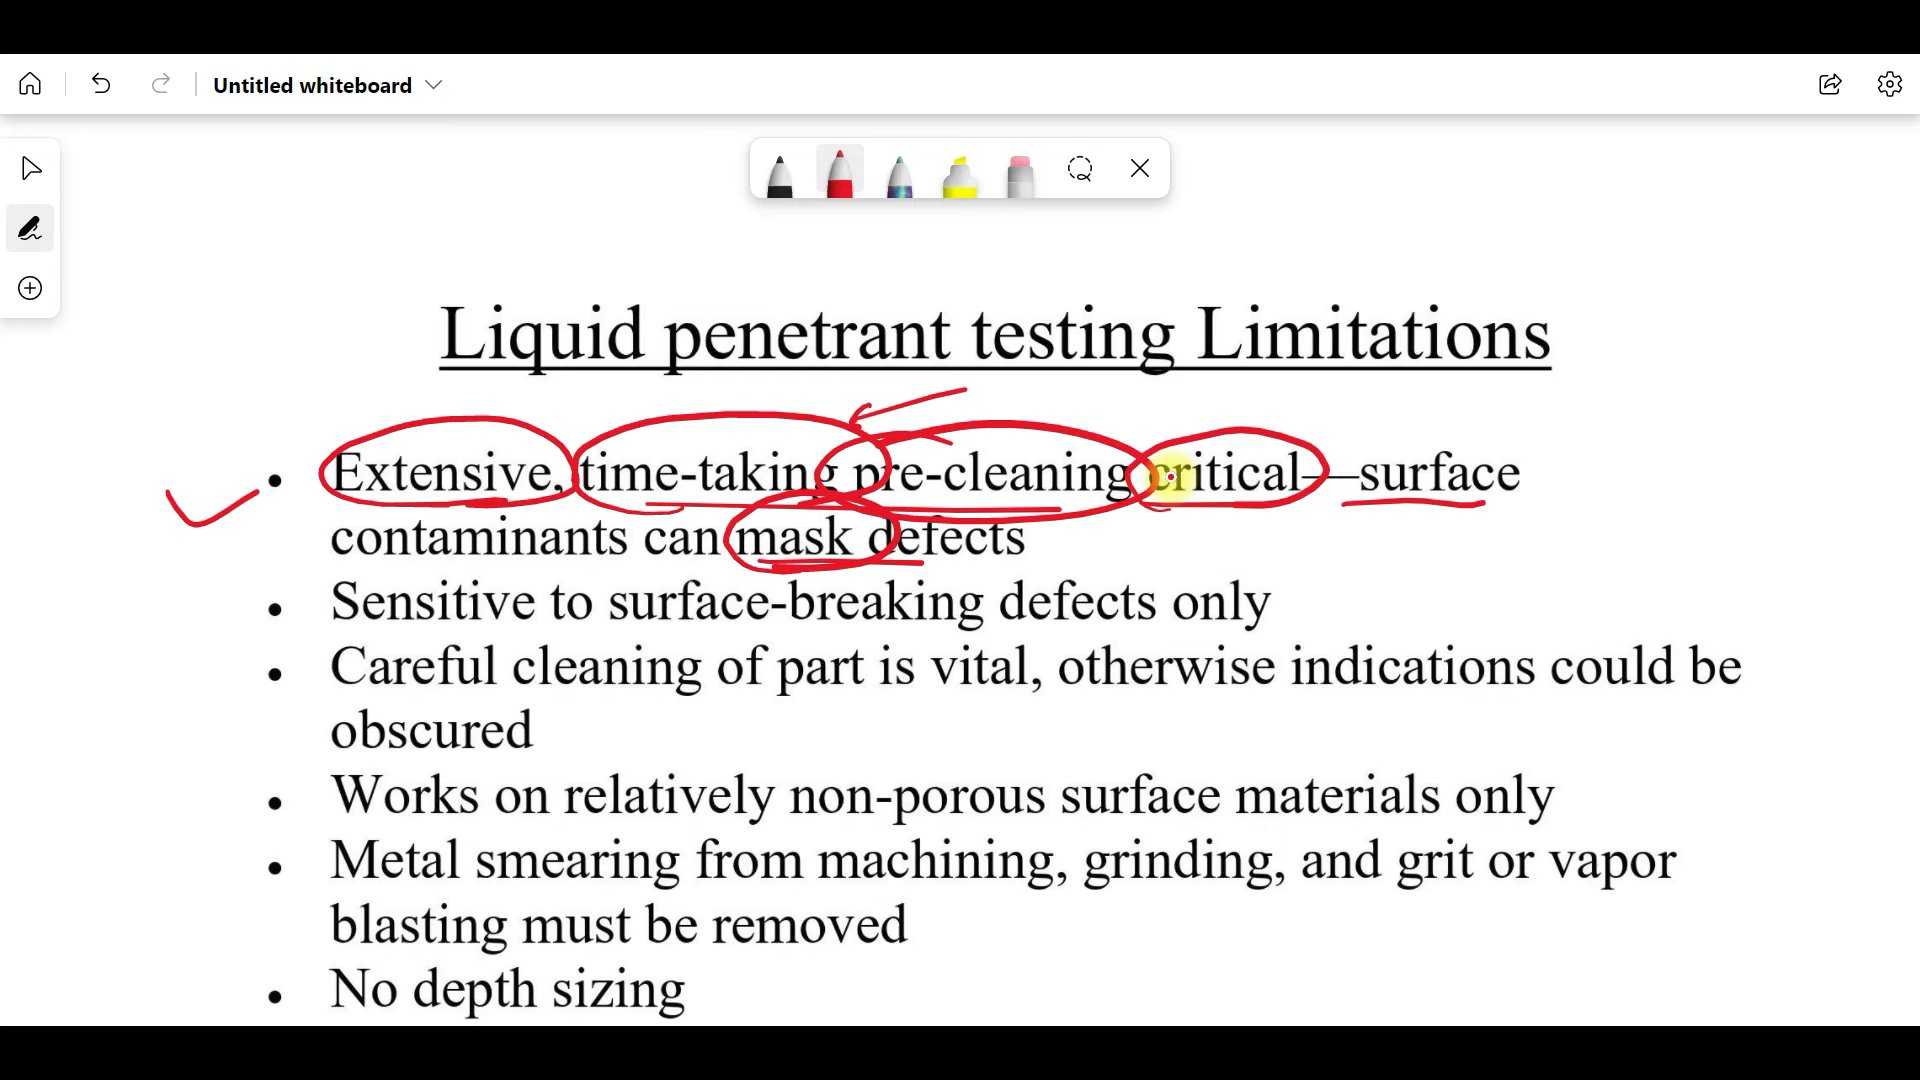 Untitled whiteboard
Liquid penetrant testing Limitations
• Extensive, time-taking pre-cleaning critical—surface
contaminants can mask defects
• Sensitive to surface-breaking defects only
• Careful cleaning of part is vital, otherwise indications could be
obscured
• Works on relatively non-porous surface materials only
• Metal smearing from machining, grinding, and grit or vapor
blasting must be removed
• No depth sizing